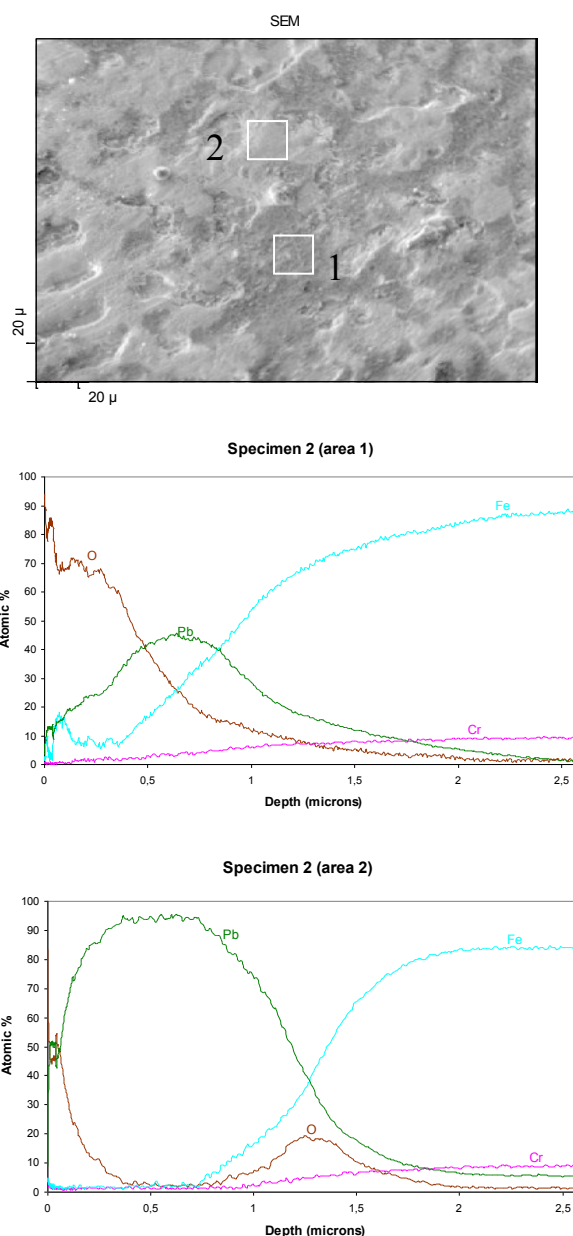 SEM
2
1
20 µ
20 µ
Specimen 2 (area 1)
100
90
80
70
60
50
40
30
20
10
0
Atomic %
O
Pb
Fe
Cr
0 0,5 1 1,5 2 2,5
Depth (microns)
Specimen 2 (area 2)
100
90
80
70
60
50
40
30
20
10
0
Atomic %
Pb
Fe
O
Cr
0 0,5 1 1,5 2 2,5
Depth (microns)